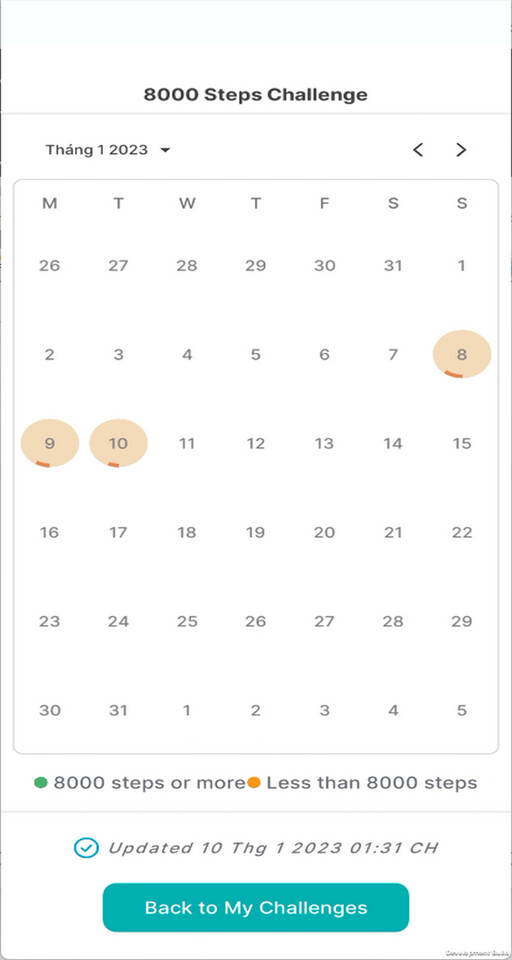 8000 Steps Challenge
Tháng 1 2023
M T W T F S S
26 27 28 29 30 31 1
2 3 4 5 6 7 8
9 10 11 12 13 14 15
16 17 18 19 20 21 22
23 24 25 26 27 28 29
30 31 1 2 3 4 5
8000 steps or more Less than 8000 steps
Updated 10 Thg 1 2023 01:31 CH
Back to My Challenges
Development Build